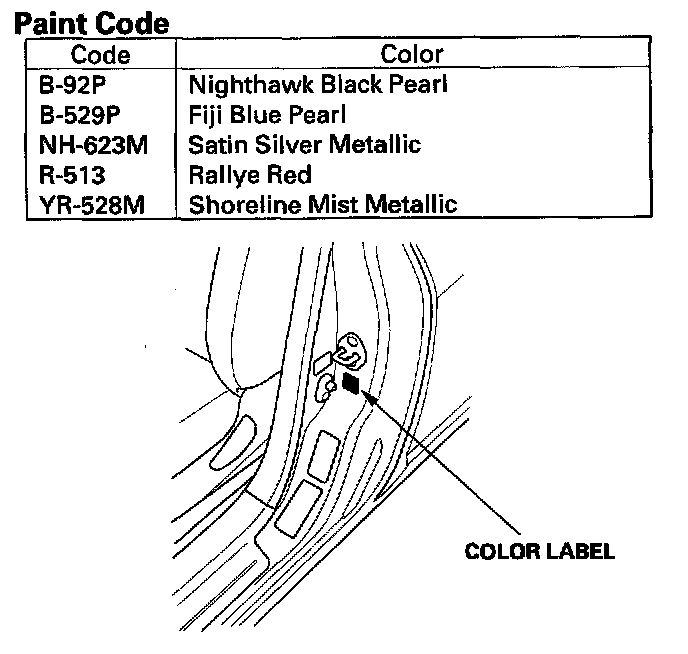 Paint Code
Code Color
B-92P Nighthawk Black Pearl
B-529P Fiji Blue Pearl
NH-623M Satin Silver Metallic
R-513 Rallye Red
YR-528M Shoreline Mist Metallic
COLOR LABEL